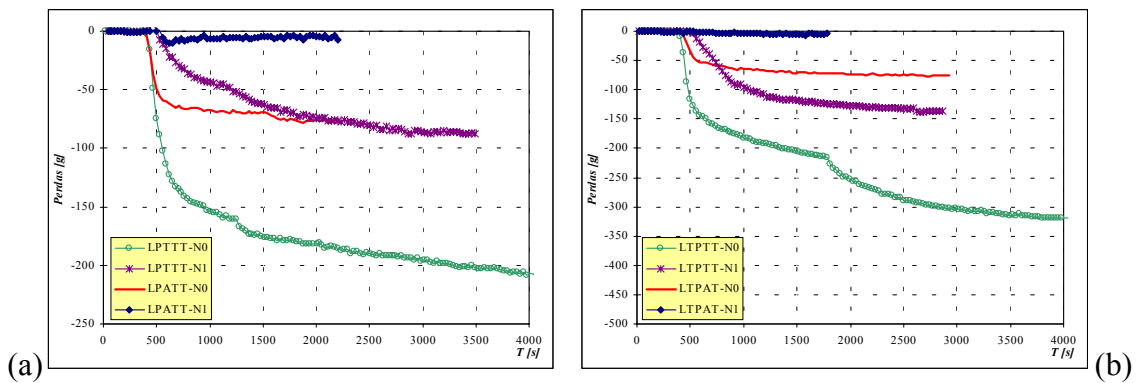 0
-50
-100
-150
-200
-250
Perdas [g]
LPTTT-N0
LPTTT-N1
LPATT-N0
LPATT-N1
0 500 1000 1500 2000 2500 3000 3500 4000
T [s]
(a)
0
-50
-100
-150
-200
-250
-300
-350
-400
-450
-500
Perdas [g]
LTPTT-N0
LTPTT-N1
LTPAT-N0
LTPAT-N1
0 500 1000 1500 2000 2500 3000 3500 4000
T [s]
(b)